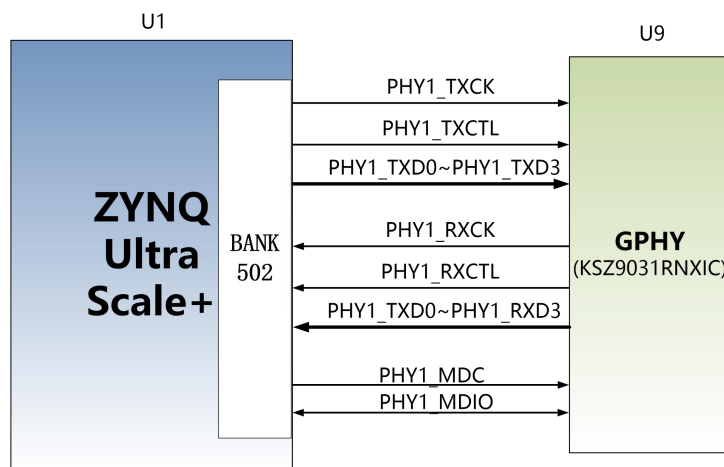 U1
U9
PHY1_TXCK
PHY1_TXCTL
PHY1_TXD0~PHY1_TXD3
ZYNQ
Ultra
Scale+
BANK
502
PHY1_RXCK
PHY1_RXCTL
PHY1_TXD0~PHY1_RXD3
GPHY
(KSZ9031RNXIC)
PHY1_MDC
PHY1_MDIO